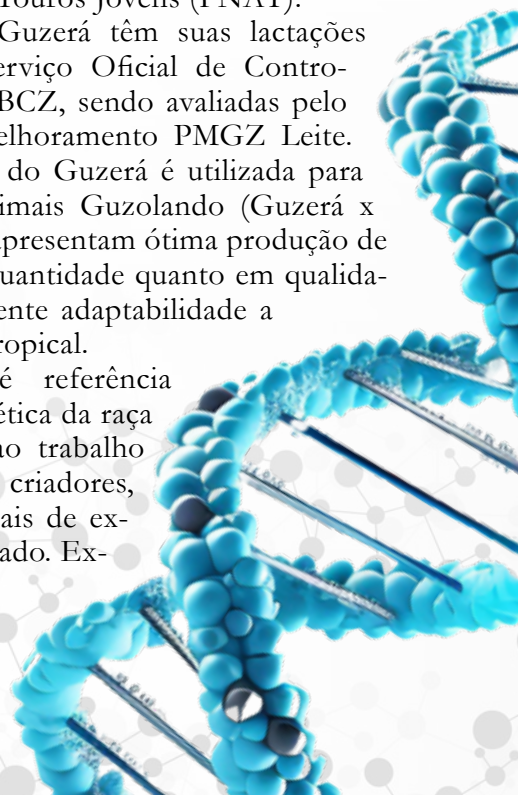 Touros Jovens (PNAT).
Guzerá têm suas lactações
erviço Oficial de Contro-
BCZ, sendo avaliadas pelo
elhoramento PMGZ Leite.
do Guzerá é utilizada para
imais Guzolando (Guzerá x
apresentam ótima produção de
uantidade quanto em qualida-
ente adaptabilidade a
ropical.
é referência
ética da raça
ao trabalho
criadores,
ais de ex-
ado. Ex-